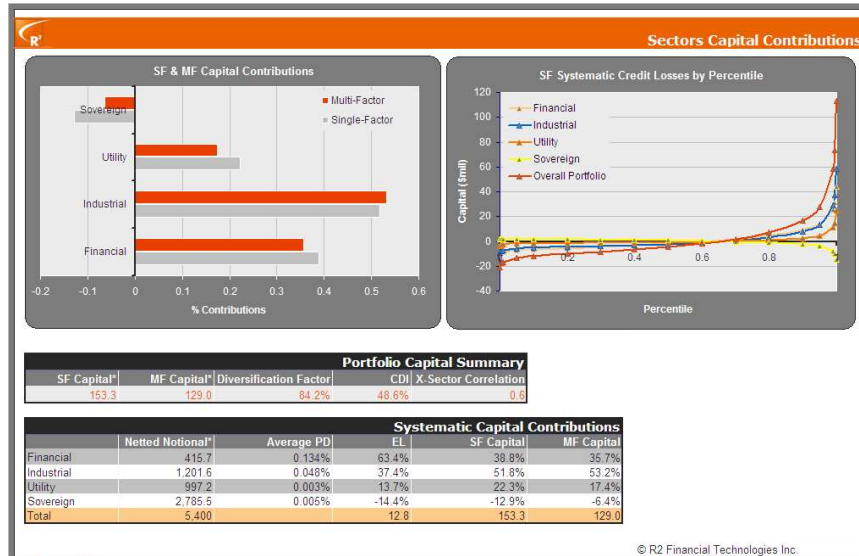 R²
Sectors Capital Contributions
SF & MF Capital Contributions
Sovereign
Utility
Industrial
Financial
Multi-Factor
Single-Factor
-0.2 -0.1 0 0.1 0.2 0.3 0.4 0.5 0.6
% Contributions
SF Systematic Credit Losses by Percentile
120
100
80
60
40
20
0
-20
-40
Capital ($mil)
Financial
Industrial
Utility
Sovereign
Overall Portfolio
0.2 0.4 0.6 0.8
Percentile
Portfolio Capital Summary
SF Capital* MF Capital* Diversification Factor CDI X-Sector Correlation
153.3 129.0 84.2% 48.6% 0.6
Systematic Capital Contributions
Netted Notional* Average PD EL SF Capital MF Capital
Financial 415.7 0.134% 63.4% 38.8% 35.7%
Industrial 1,201.6 0.048% 37.4% 51.8% 53.2%
Utility 997.2 0.003% 13.7% 22.3% 17.4%
Sovereign 2,785.5 0.005% -14.4% -12.9% -6.4%
Total 5,400 12.8 153.3 129.0
© R2 Financial Technologies Inc.